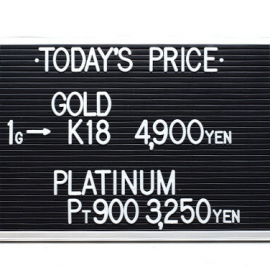 ·TODAY'S PRICE·
GOLD
1G→ K18 4,900YEN
PLATINUM
PT900 3,250YEN